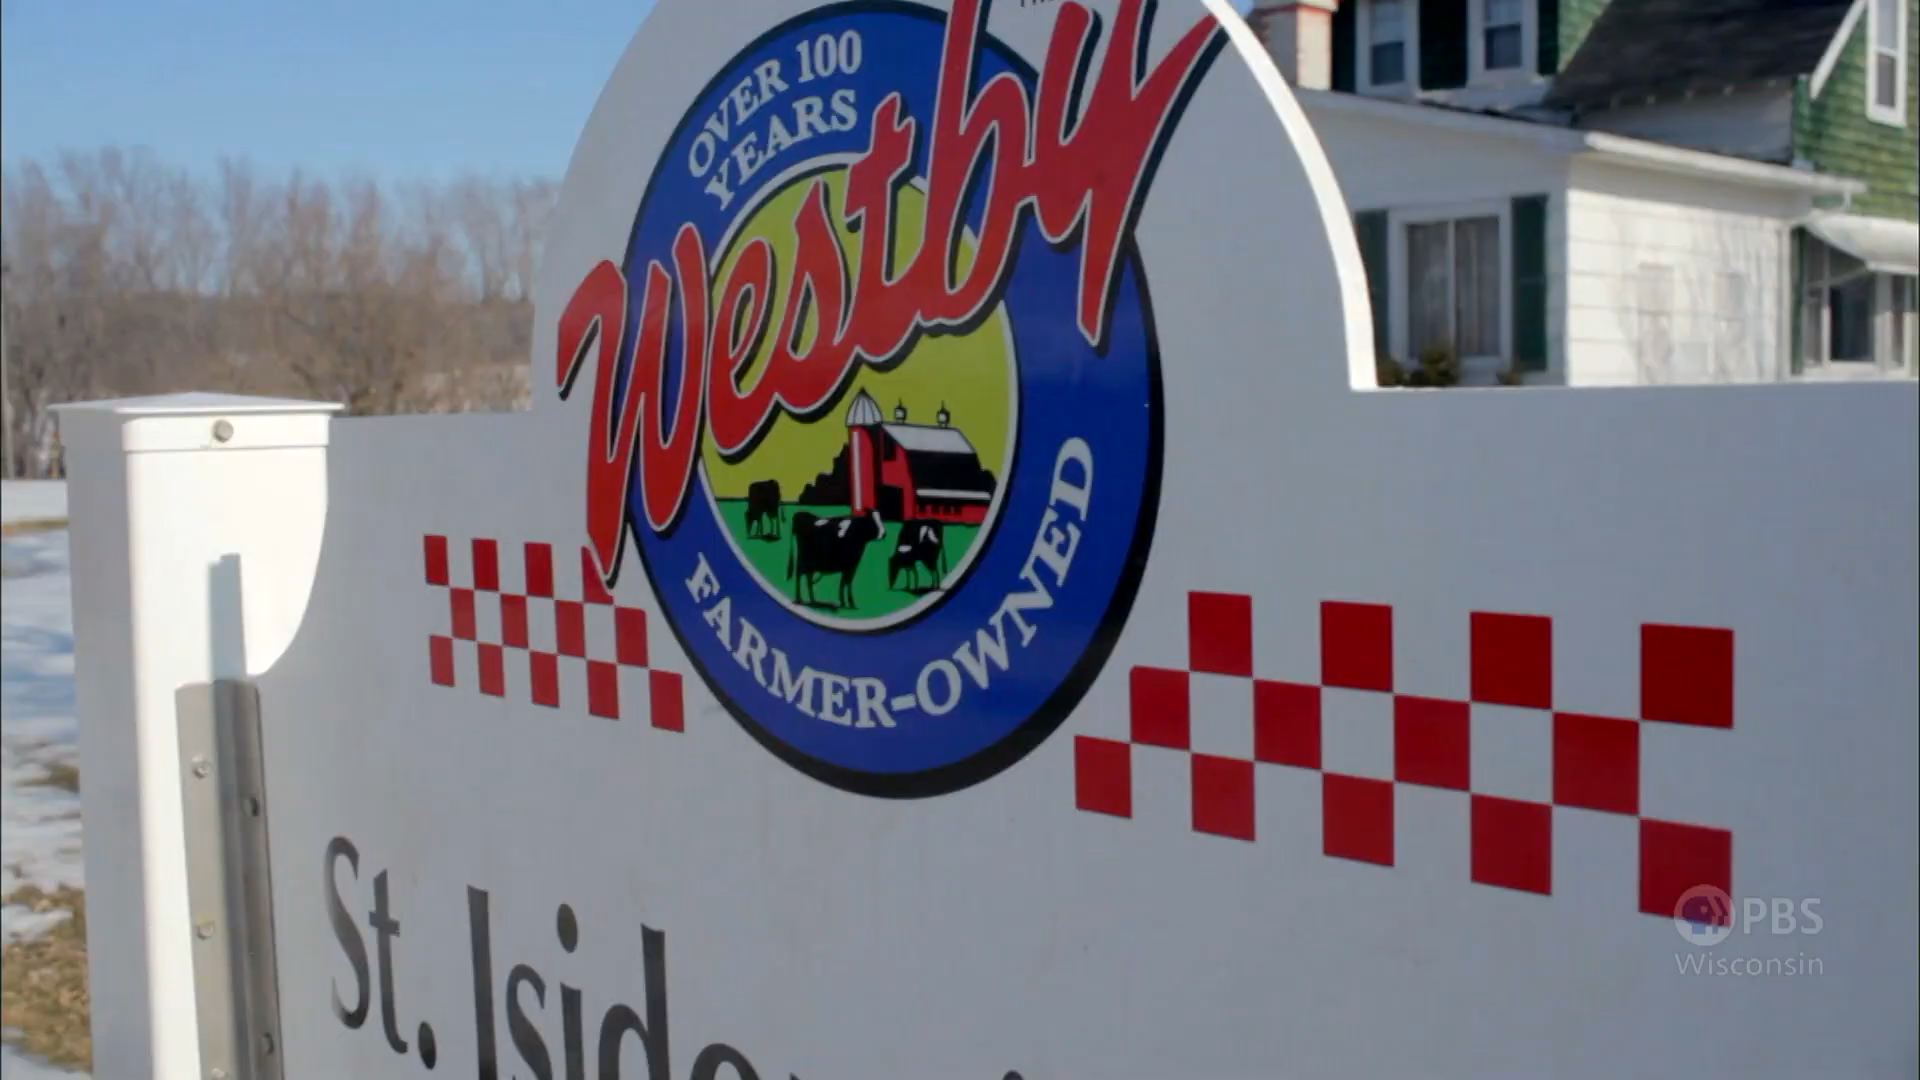 OVER 100
YEARS
Westby
FARMER-OWNED
St.
PBS
Wisconsin